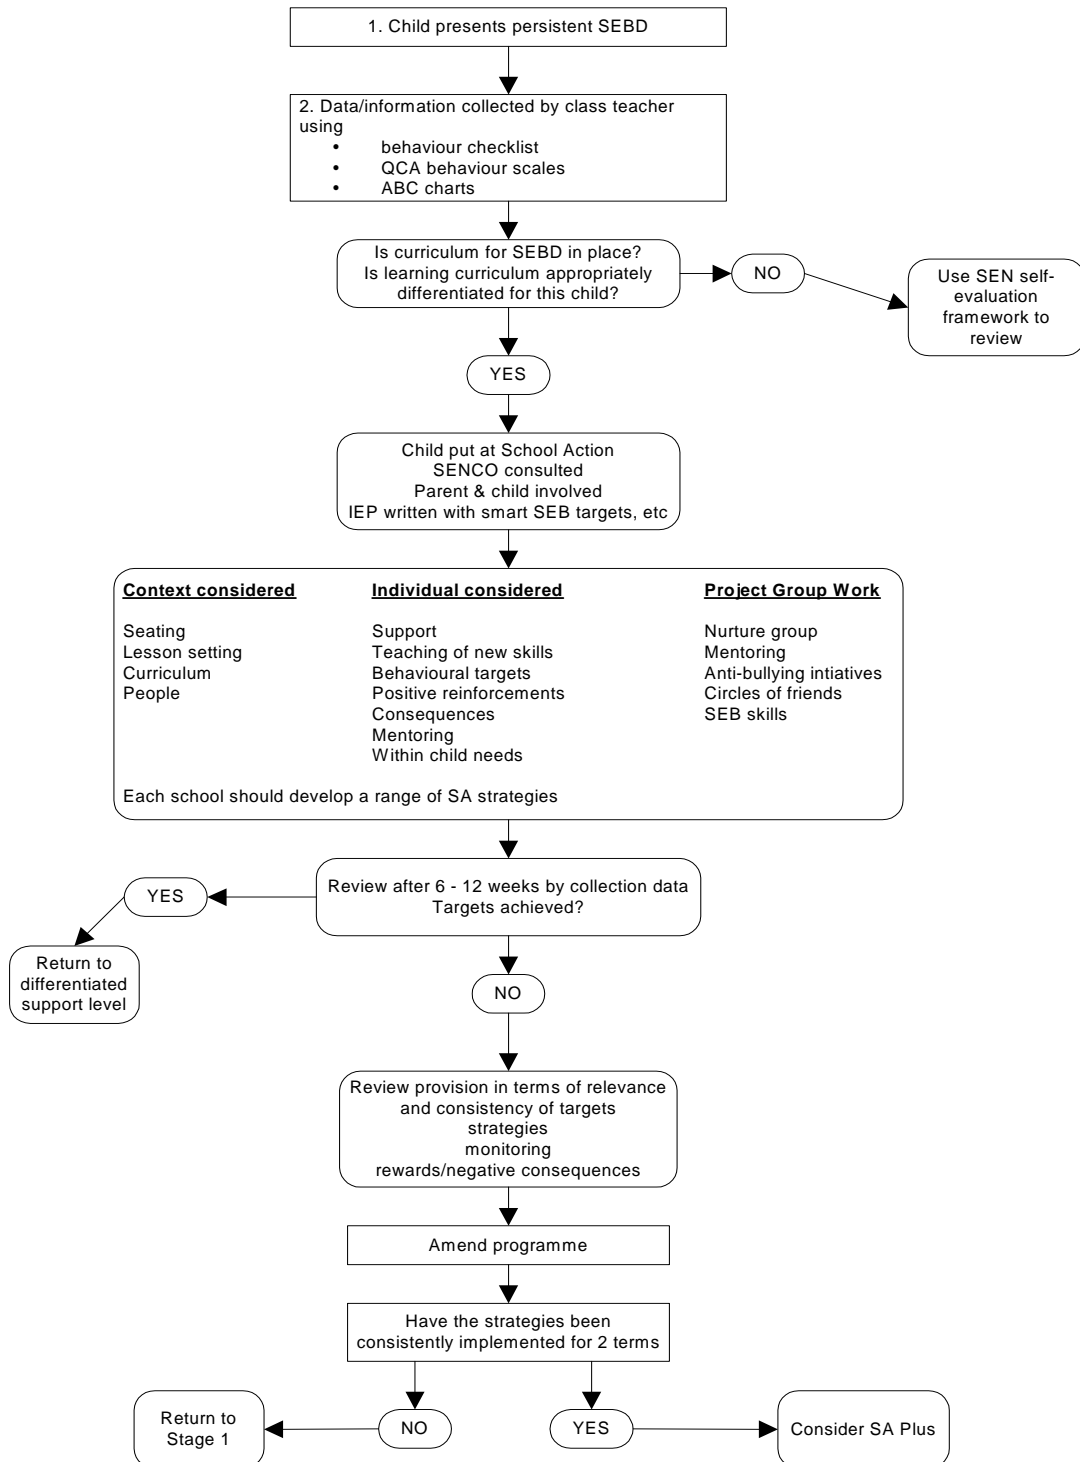 1. Child presents persistent SEBD
2. Data/information collected by class teacher
using
• behaviour checklist
• QCA behaviour scales
• ABC charts
Is curriculum for SEBD in place?
Is learning curriculum appropriately
differentiated for this child?
NO
Use SEN self-
evaluation
framework to
review
YES
Child put at School Action
SENCO consulted
Parent & child involved
IEP written with smart SEB targets, etc
Context considered
Seating
Lesson setting
Curriculum
People
Individual considered
Support
Teaching of new skills
Behavioural targets
Positive reinforcements
Consequences
Mentoring
Within child needs
Project Group Work
Nurture group
Mentoring
Anti-bullying intiatives
Circles of friends
SEB skills
Each school should develop a range of SA strategies
Review after 6 - 12 weeks by collection data
Targets achieved?
YES
Return to
differentiated
support level
NO
Review provision in terms of relevance
and consistency of targets
strategies
monitoring
rewards/negative consequences
Amend programme
Have the strategies been
consistently implemented for 2 terms
NO
Return to
Stage 1
YES
Consider SA Plus